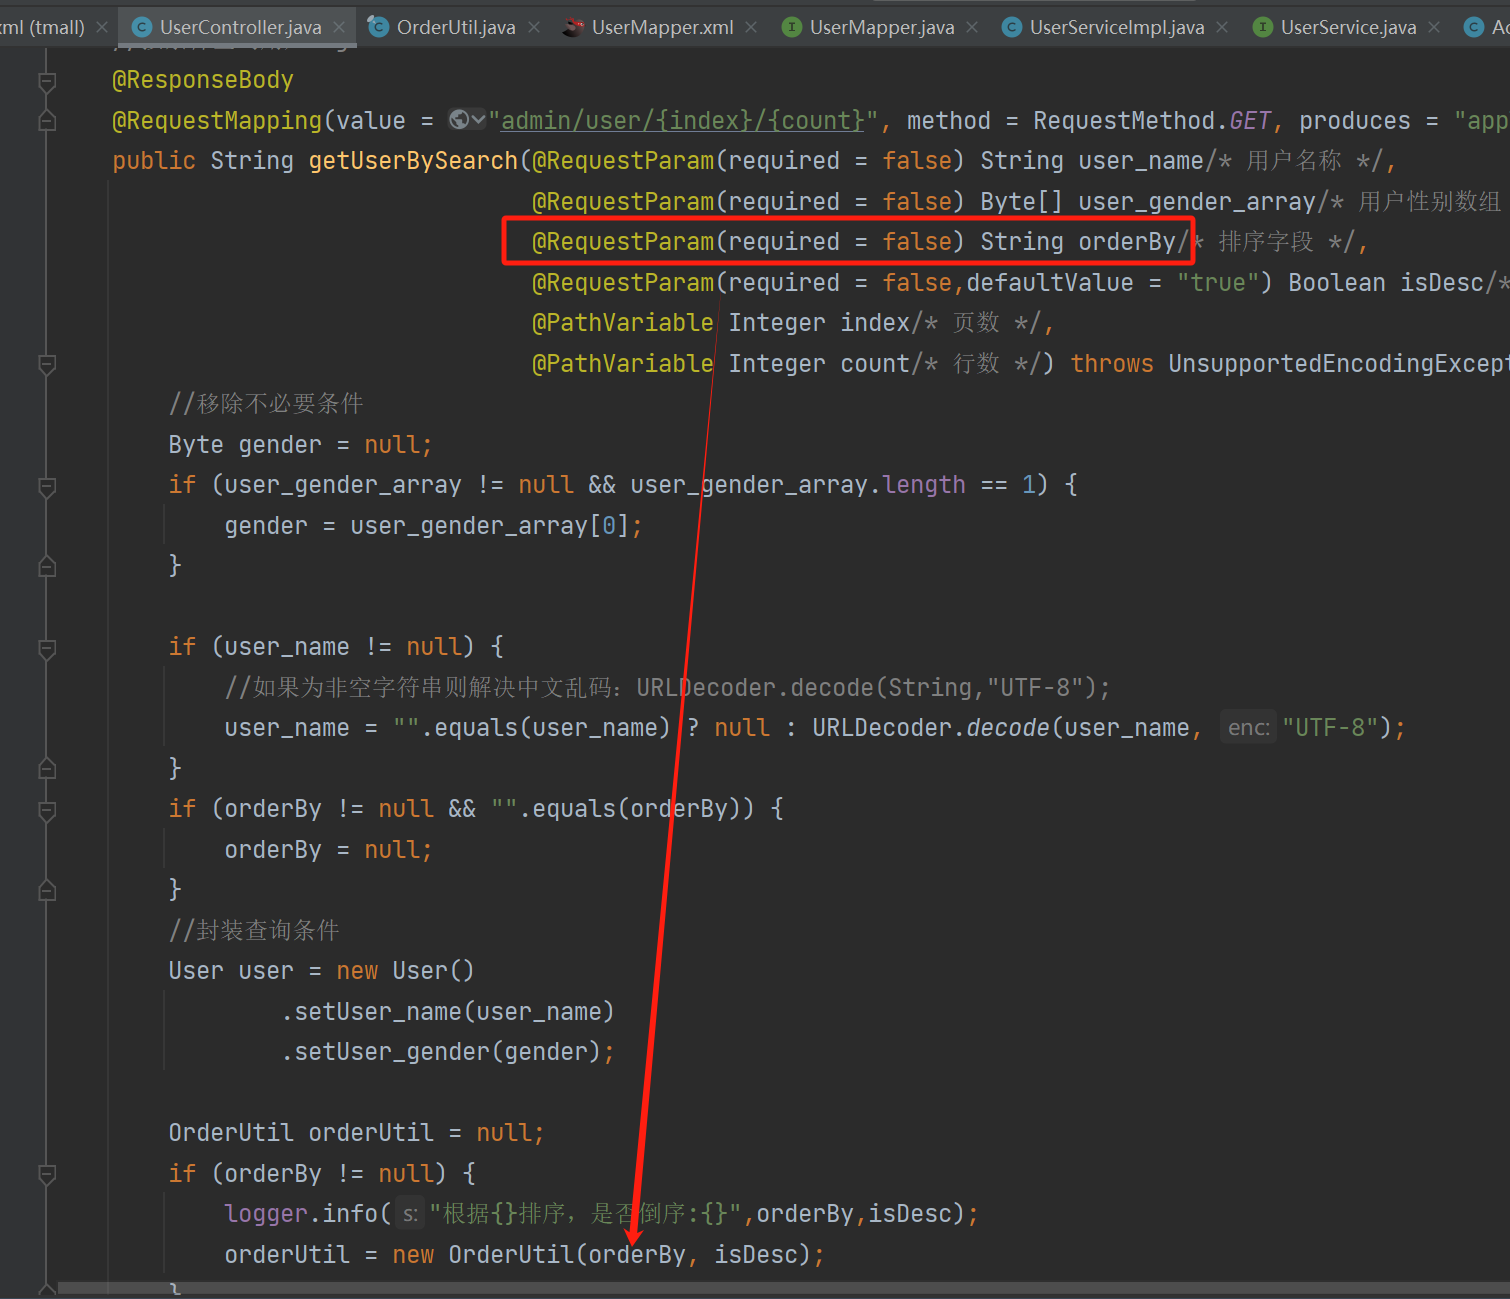 xml (tmall) UserController.java OrderUtil.java UserMapper.xml UserMapper.java UserServiceImpl.java UserService.java
@ResponseBody
@RequestMapping(value = "admin/user/{index}/{count}", method = RequestMethod.GET, produces = "app
public String getUserBySearch(@RequestParam(required = false) String user_name/* 用户名称 */,
@RequestParam(required = false) Byte[] user_gender_array/* 用户性别数组
@RequestParam(required = false) String orderBy/* 排序字段 */,
@RequestParam(required = false,defaultValue = "true") Boolean isDesc/*
@PathVariable Integer index/* 页数 */,
@PathVariable Integer count/* 行数 */) throws UnsupportedEncodingExcept
//移除不必要条件
Byte gender = null;
if (user_gender_array != null && user_gender_array.length == 1) {
gender = user_gender_array[0];
}
if (user_name != null) {
//如果为非空字符串则解决中文乱码：URLDecoder.decode(String,"UTF-8");
user_name = "".equals(user_name) ? null : URLDecoder.decode(user_name, enc: "UTF-8");
}
if (orderBy != null && "".equals(orderBy)) {
orderBy = null;
}
//封装查询条件
User user = new User()
.setUser_name(user_name)
.setUser_gender(gender);
OrderUtil orderUtil = null;
if (orderBy != null) {
logger.info( s: "根据{}排序，是否倒序:{}",orderBy,isDesc);
orderUtil = new OrderUtil(orderBy, isDesc);
}